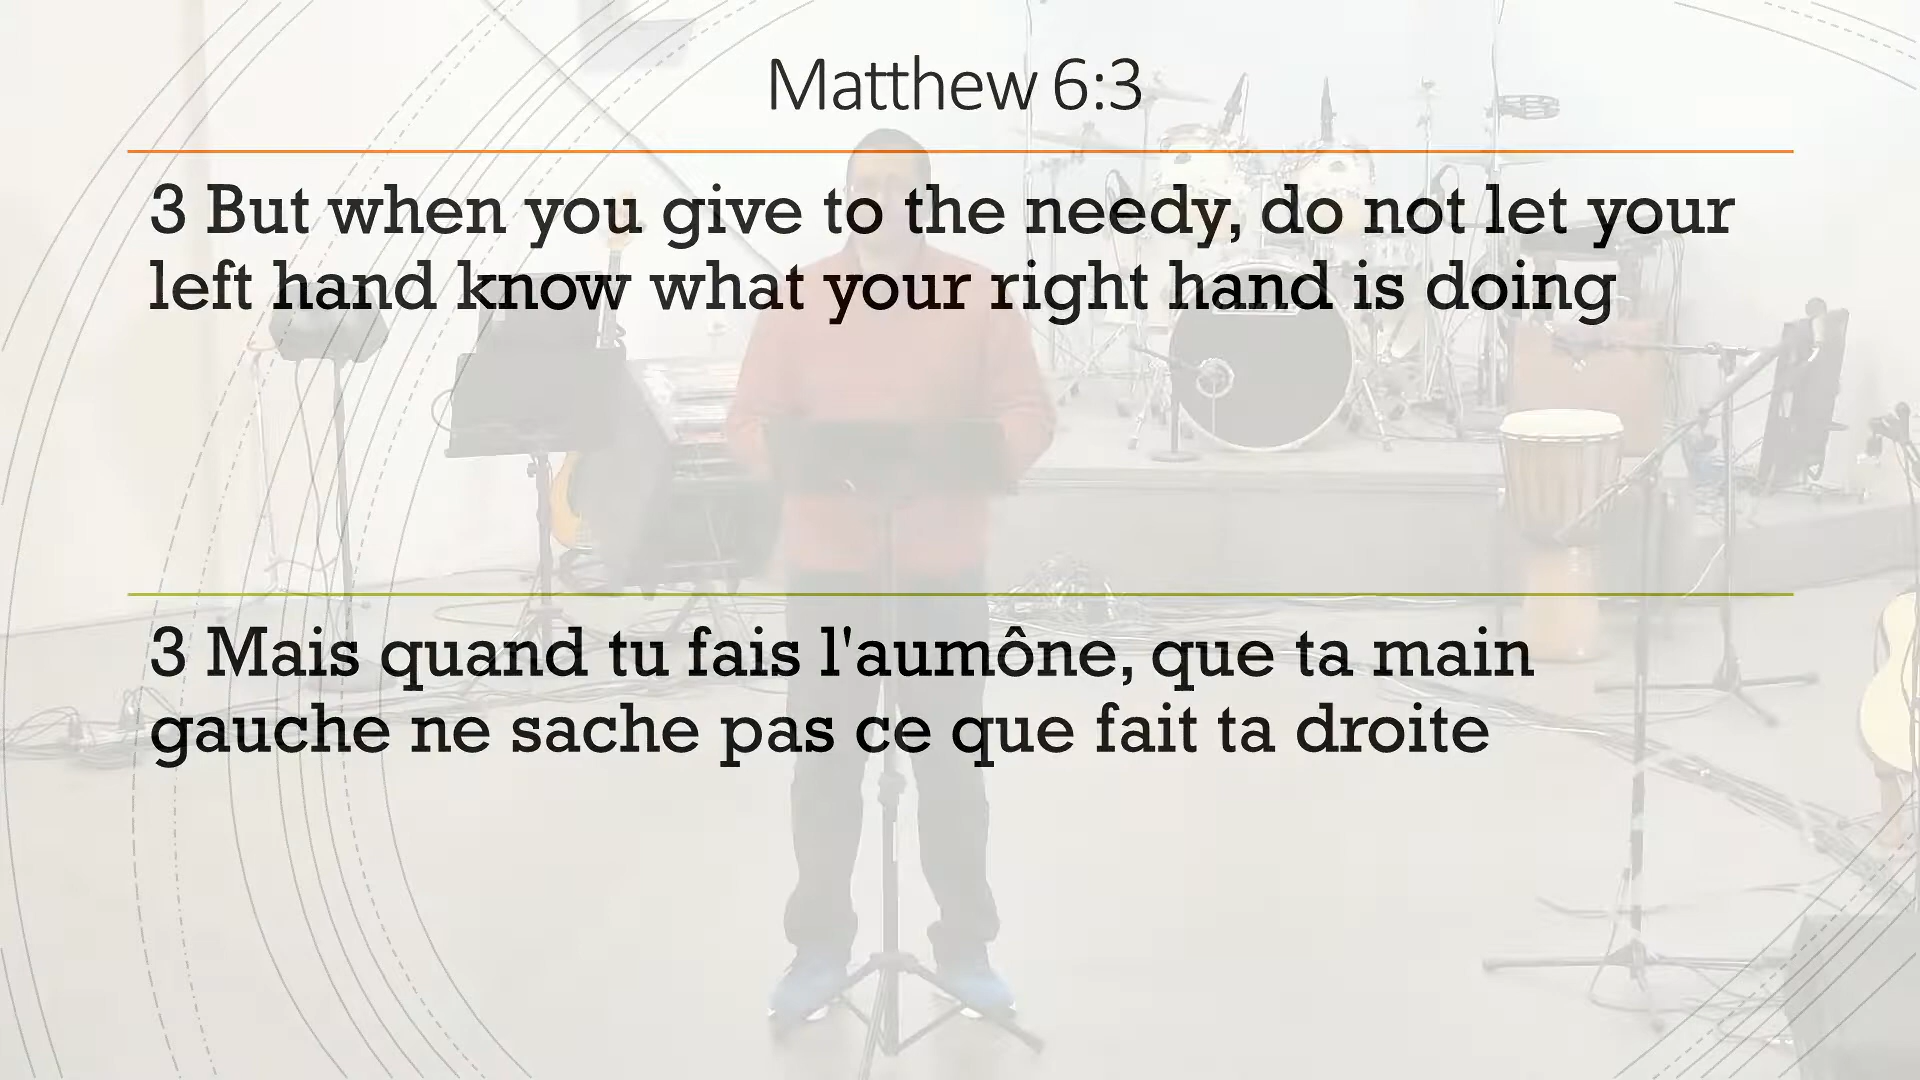 Matthew 6:3
3 But when you give to the needy, do not let your
left hand know what your right hand is doing
3 Mais quand tu fais l'aumône, que ta main
gauche ne sache pas ce que fait ta droite